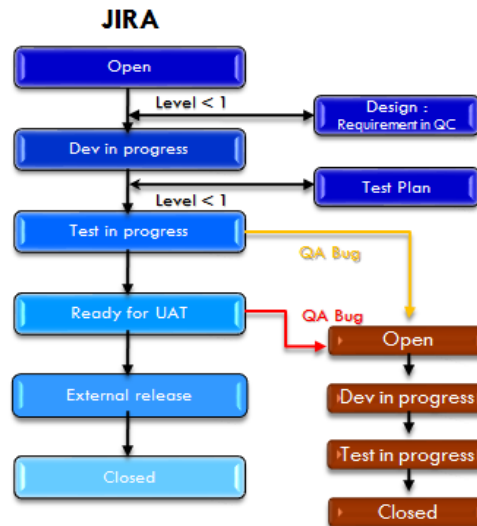 JIRA
Open
Level < 1
Design :
Requirement in QC
Dev in progress
Test Plan
Level < 1
Test in progress
QA Bug
Ready for UAT
QA Bug
Open
External release
Dev in progress
Test in progress
Closed
Closed